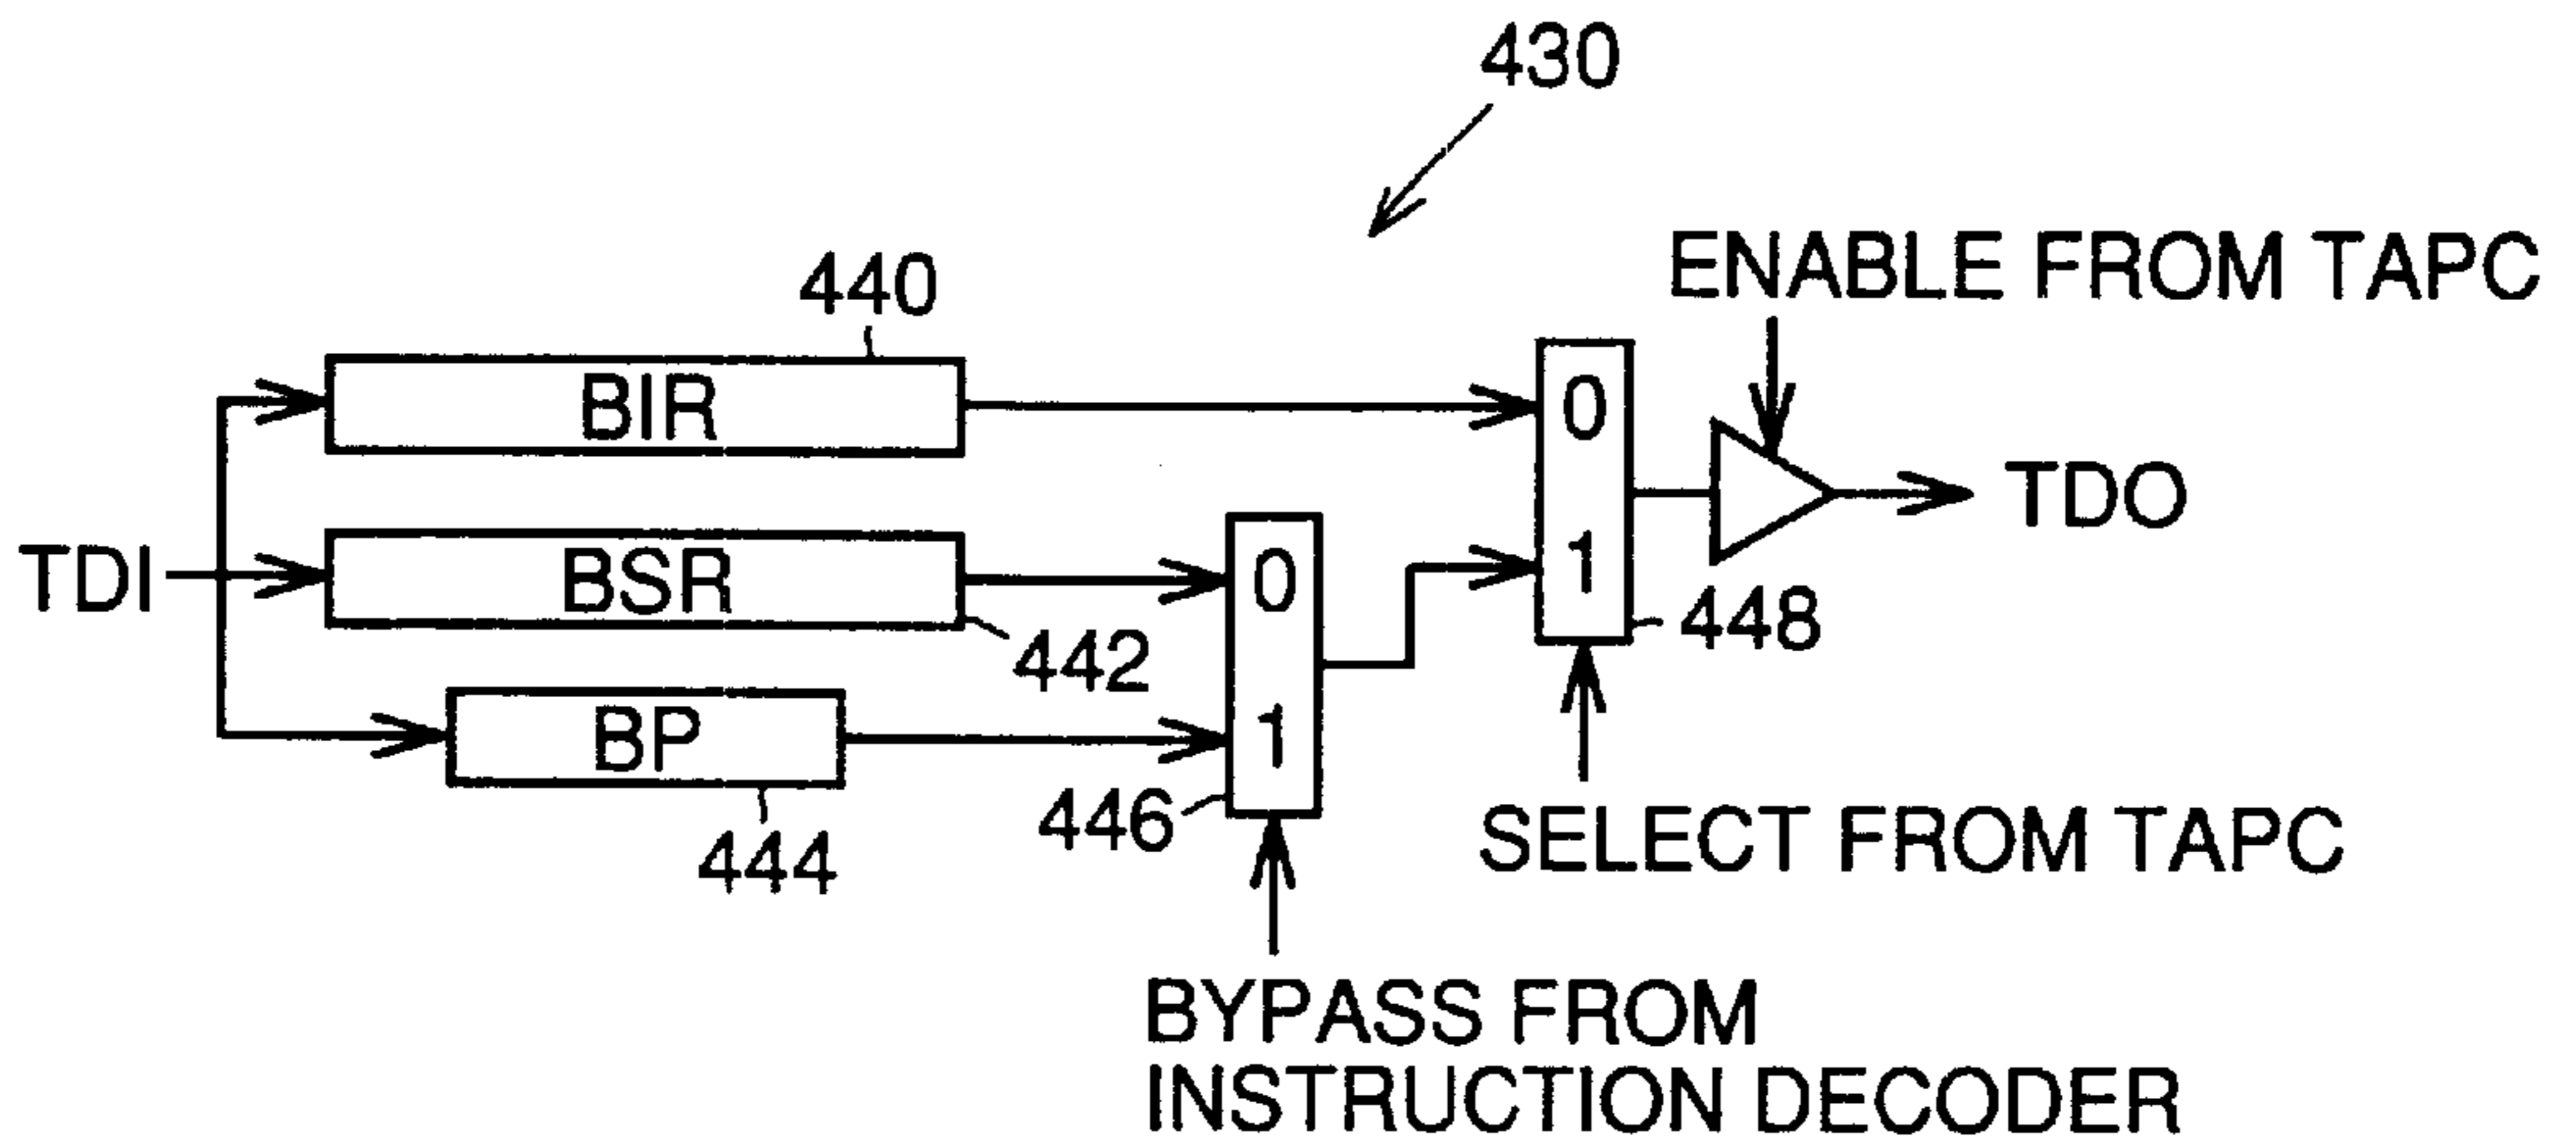 430
440
ENABLE FROM TAPC
BIR
0
TDI
BSR
0
1
TDO
442
448
BP
1
446
444
SELECT FROM TAPC
BYPASS FROM
INSTRUCTION DECODER